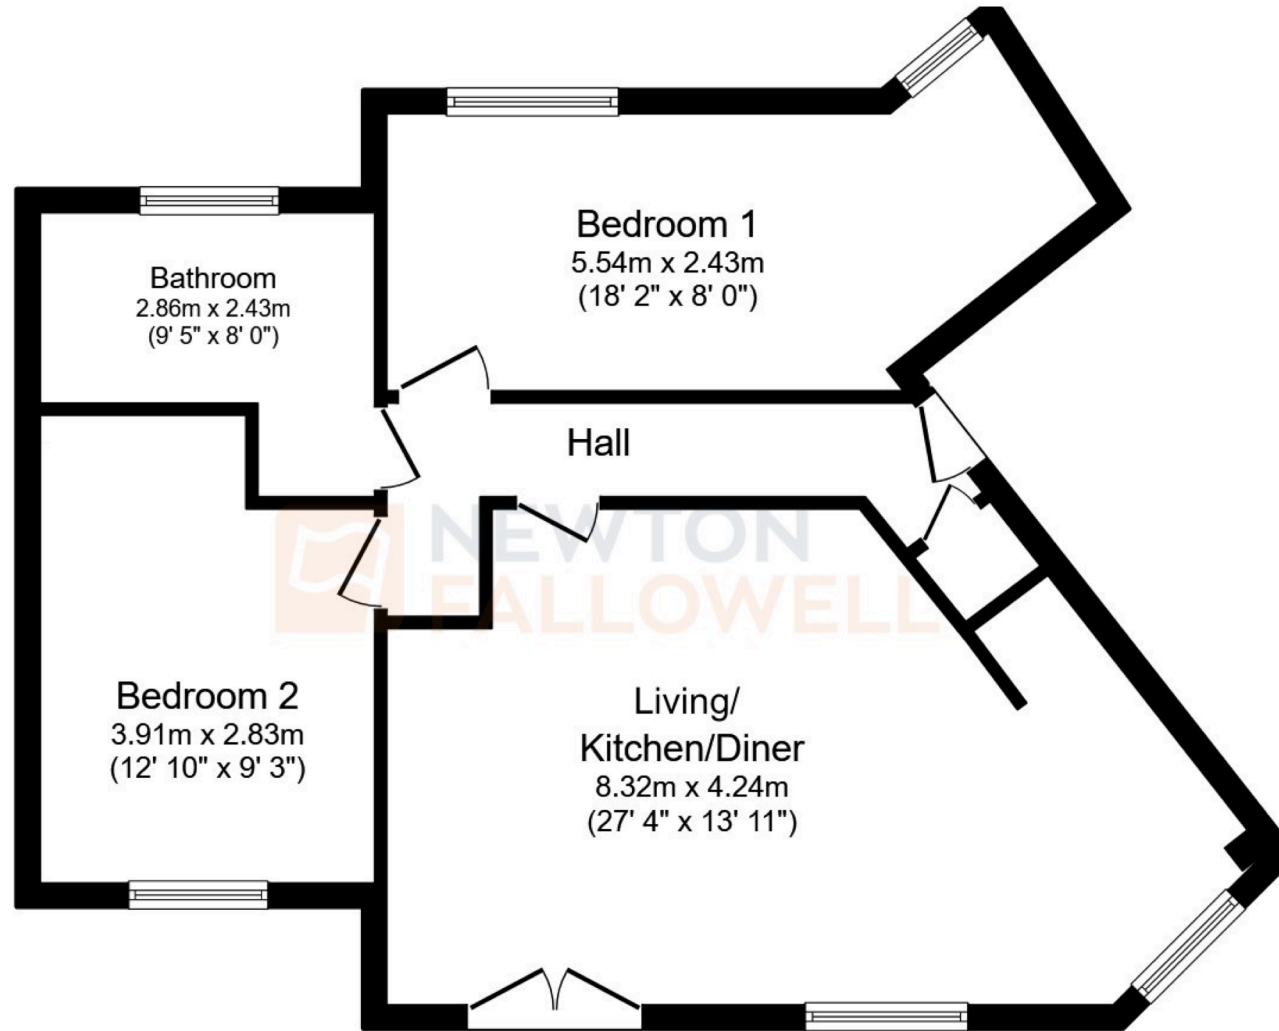 Bedroom 1
5.54m x 2.43m
(18' 2" x 8' 0")
Bathroom
2.86m x 2.43m
(9' 5" x 8' 0")
Hall
NEWTON
FALLOWELL
Bedroom 2
3.91m x 2.83m
(12' 10" x 9' 3")
Living/
Kitchen/Diner
8.32m x 4.24m
(27' 4" x 13' 11")